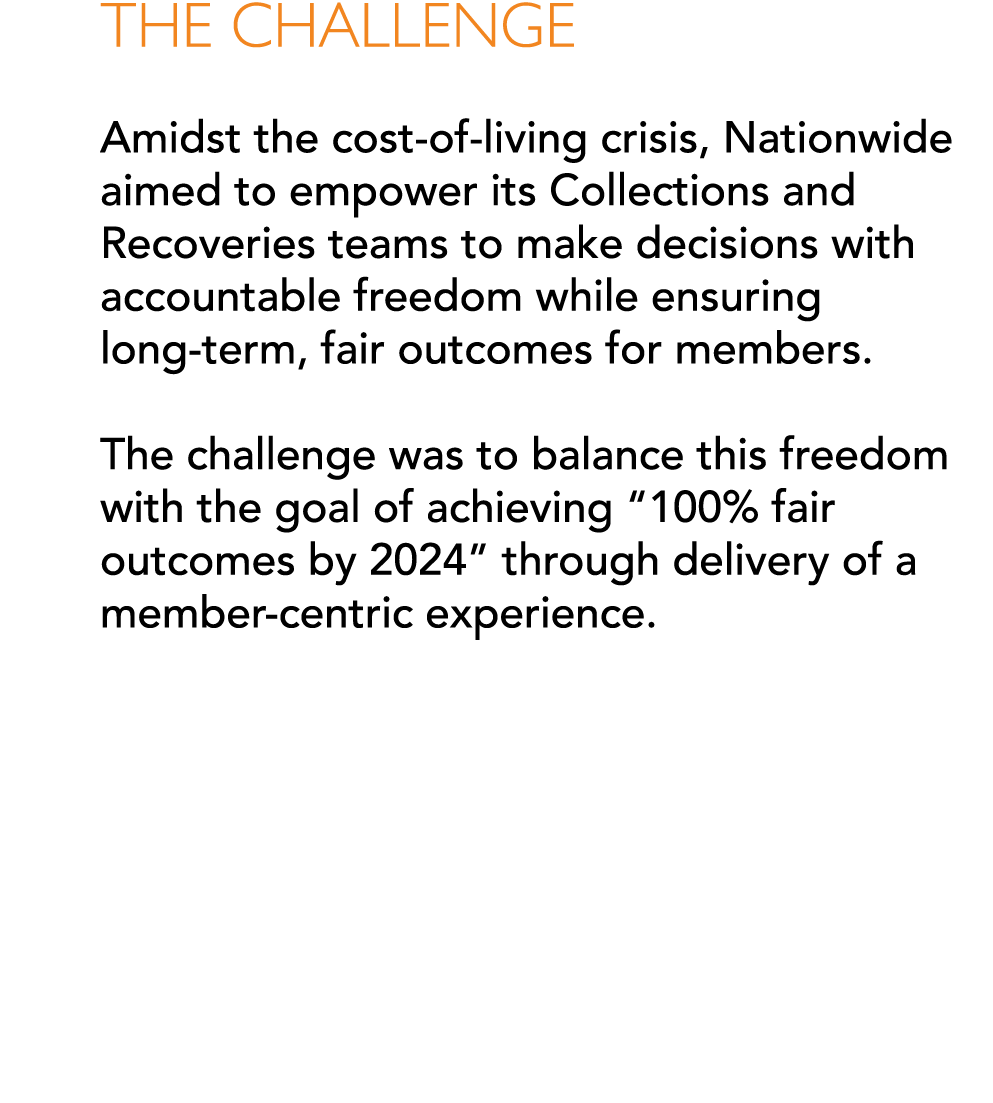 THE CHALLENGE
Amidst the cost-of-living crisis, Nationwide
aimed to empower its Collections and
Recoveries teams to make decisions with
accountable freedom while ensuring
long-term, fair outcomes for members.
The challenge was to balance this freedom
with the goal of achieving “100% fair
outcomes by 2024” through delivery of a
member-centric experience.